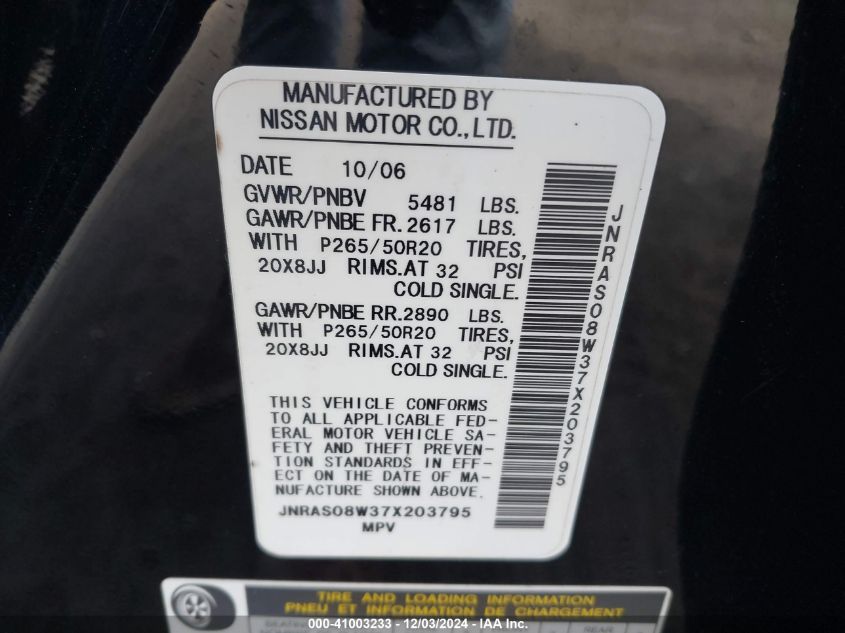 MANUFACTURED BY
NISSAN MOTOR CO.,LTD.
DATE 10/06
GVWR/PNBV 5481 LBS.
GAWR/PNBE FR.2617 LBS.
WITH P265/50R20 TIRES,
20X8JJ RIMS.AT 32 PSI
COLD SINGLE.
GAWR/PNBE RR.2890 LBS.
WITH P265/50R20 TIRES,
20X8JJ RIMS.AT 32 PSI
COLD SINGLE.
THIS VEHICLE CONFORMS
TO ALL APPLICABLE FED-
ERAL MOTOR VEHICLE SA-
FETY AND THEFT PREVEN-
TION STANDARDS IN EFF-
ECT ON THE DATE OF MA-
NUFACTURE SHOWN ABOVE.
JNRAS08W37X203795
MPV
JNRAS08W37X203795
TIRE AND LOADING INFORMATION
PNEU ET INFORMATION DE CHARGEMENT
000-41003233 - 12/03/2024 - IAA Inc.